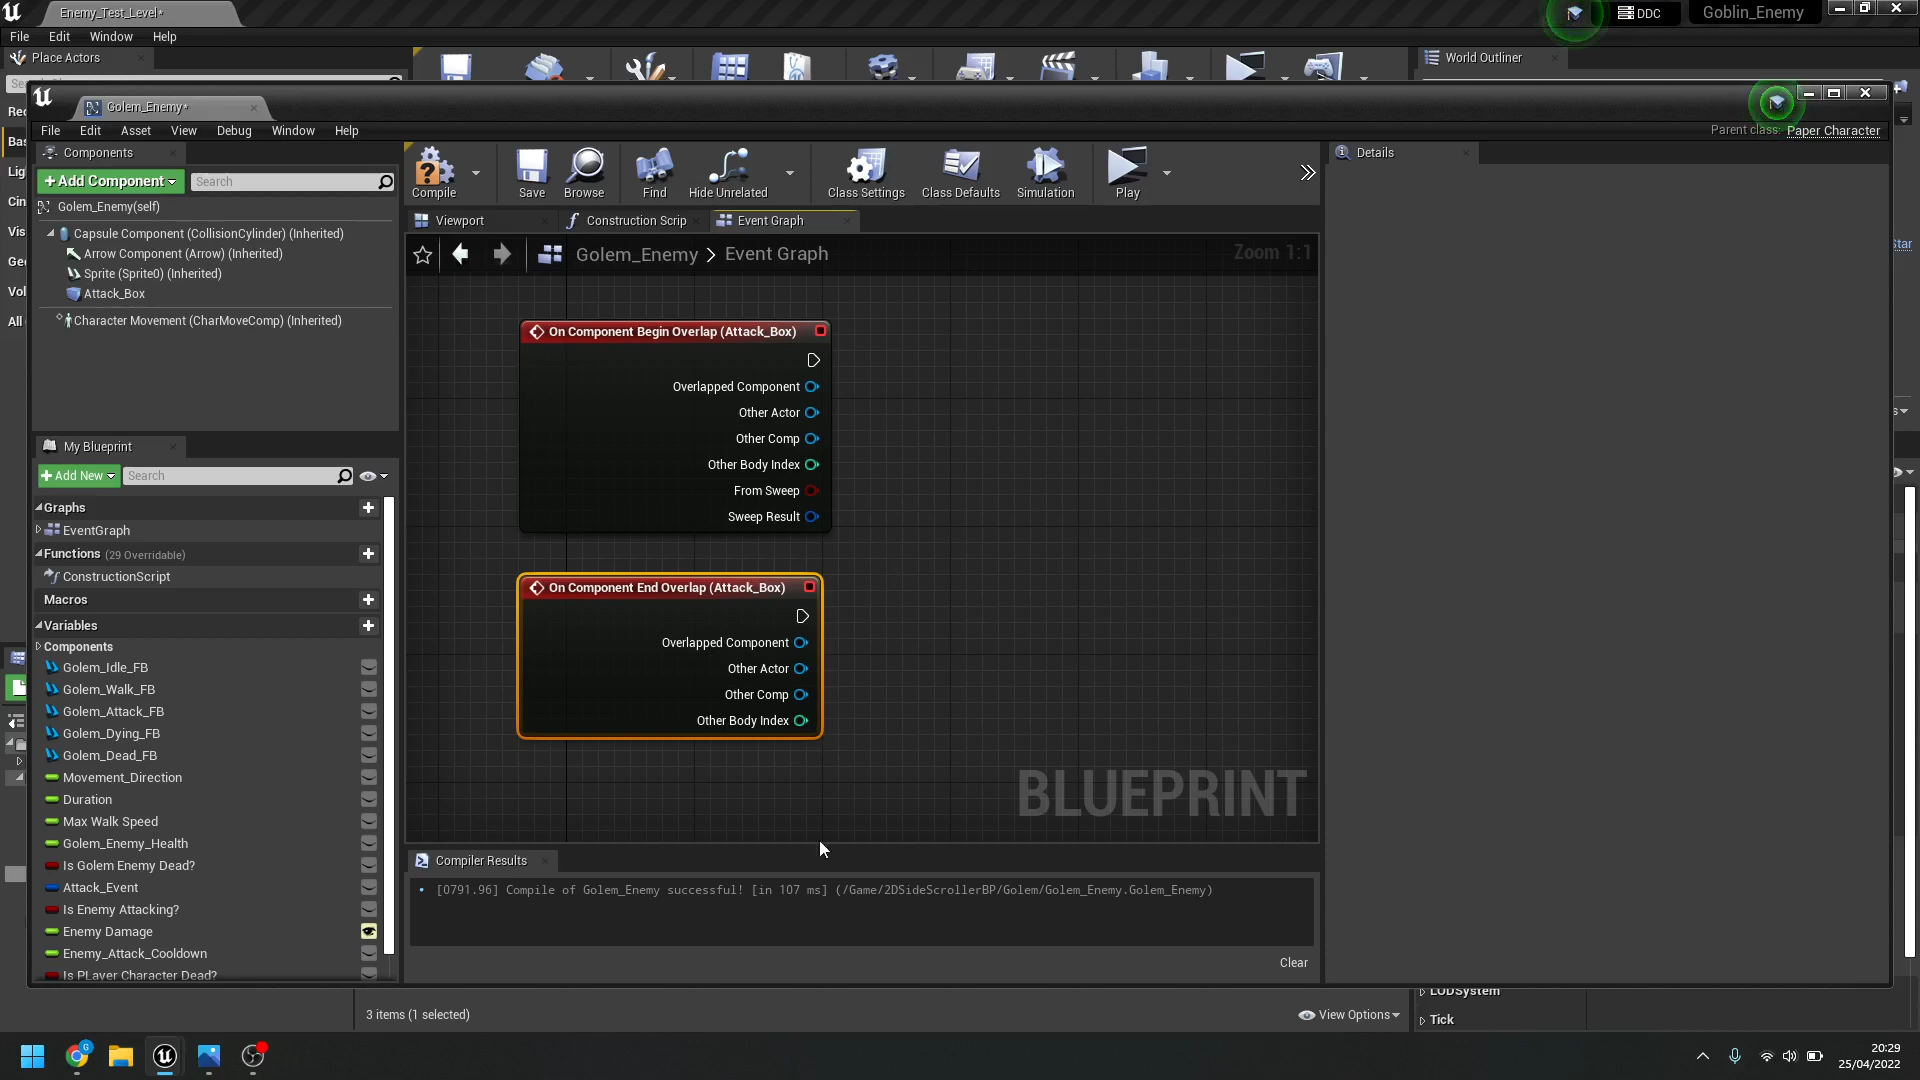 Enemy_Test_Level*
DDC
Goblin_Enemy
File
Edit
Window
Help
Place Actors
World Outliner
Golem_Enemy*
File
Edit
Asset
View
Debug
Window
Help
Parent class:
Paper Character
Components
Details
+Add Component
Search
Compile
Save
Browse
Find
Hide Unrelated
Class Settings
Class Defaults
Simulation
Play
Golem_Enemy(self)
Viewport
Construction Scrip
Event Graph
Capsule Component (CollisionCylinder) (Inherited)
Arrow Component (Arrow) (Inherited)
Sprite (Sprite0) (Inherited)
Attack_Box
Character Movement (CharMoveComp) (Inherited)
Golem_Enemy > Event Graph
Zoom 1:1
On Component Begin Overlap (Attack_Box)
Overlapped Component
Other Actor
Other Comp
Other Body Index
From Sweep
Sweep Result
On Component End Overlap (Attack_Box)
Overlapped Component
Other Actor
Other Comp
Other Body Index
BLUEPRINT
My Blueprint
+Add New
Search
Graphs
EventGraph
Functions (29 Overridable)
ConstructionScript
Macros
Variables
Components
Golem_Idle_FB
Golem_Walk_FB
Golem_Attack_FB
Golem_Dying_FB
Golem_Dead_FB
Movement_Direction
Duration
Max Walk Speed
Golem_Enemy_Health
Is Golem Enemy Dead?
Attack_Event
Is Enemy Attacking?
Enemy Damage
Enemy_Attack_Cooldown
Is PLayer Character Dead?
Compiler Results
[0791.96] Compile of Golem_Enemy successful! [in 107 ms] (/Game/2DSideScrollerBP/Golem/Golem_Enemy.Golem_Enemy)
Clear
3 items (1 selected)
View Options
LODSystem
Tick
20:29
25/04/2022